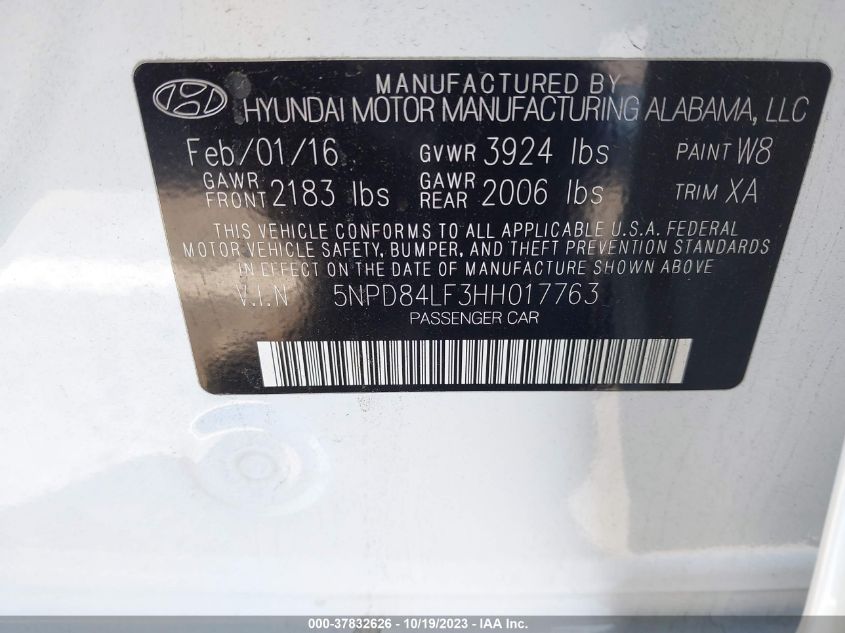 MANUFACTURED BY
HYUNDAI MOTOR MANUFACTURING ALABAMA, LLC
Feb/01/16 GVWR 3924 lbs PAINT W8
GAWR FRONT 2183 lbs GAWR REAR 2006 lbs TRIM XA
THIS VEHICLE CONFORMS TO ALL APPLICABLE U.S.A. FEDERAL
MOTOR VEHICLE SAFETY, BUMPER, AND THEFT PREVENTION STANDARDS
IN EFFECT ON THE DATE OF MANUFACTURE SHOWN ABOVE
V.I.N 5NPD84LF3HH017763
PASSENGER CAR
000-37832626 - 10/19/2023 - IAA Inc.